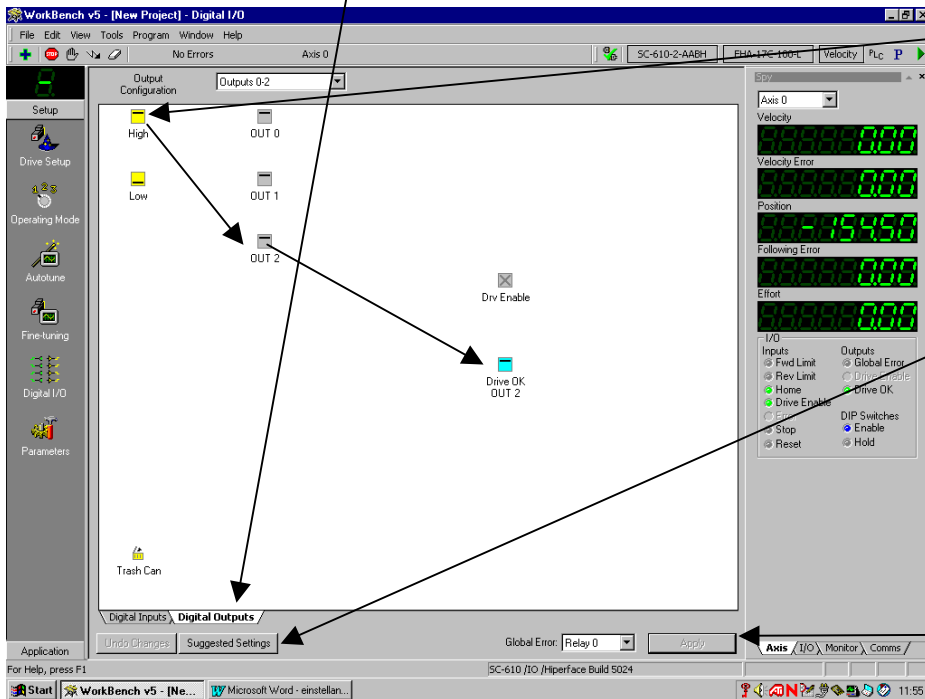 WorkBench v5 - [New Project] - Digital I/O
File Edit View Tools Program Window Help
STOP
No Errors Axis 0
SC-610-2-AABH EHA-17C-100-L Velocity PLC P
Output Configuration
Outputs 0-2
Setup
Drive Setup
Operating Mode
Autotune
Fine-tuning
Digital I/O
Parameters
Application
High
OUT 0
Low
OUT 1
OUT 2
Drv Enable
Drive OK
OUT 2
Trash Can
Digital Inputs Digital Outputs
Undo Changes Suggested Settings Global Error: Relay 0 Apply
Spy
Axis 0
Velocity
0.00
Velocity Error
0.00
Position
-154.50
Following Error
0.00
Effort
0.00
I/O
Inputs Outputs
Fwd Limit Global Error
Rev Limit Drive Enable
Home Drive OK
Drive Enable
Error DIP Switches
Stop Enable
Reset Hold
Axis I/O Monitor Comms
For Help, press F1
SC-610 /IO /Hiperface Build 5024
Start WorkBench v5 - [Ne... Microsoft Word - einstellan... 11:55